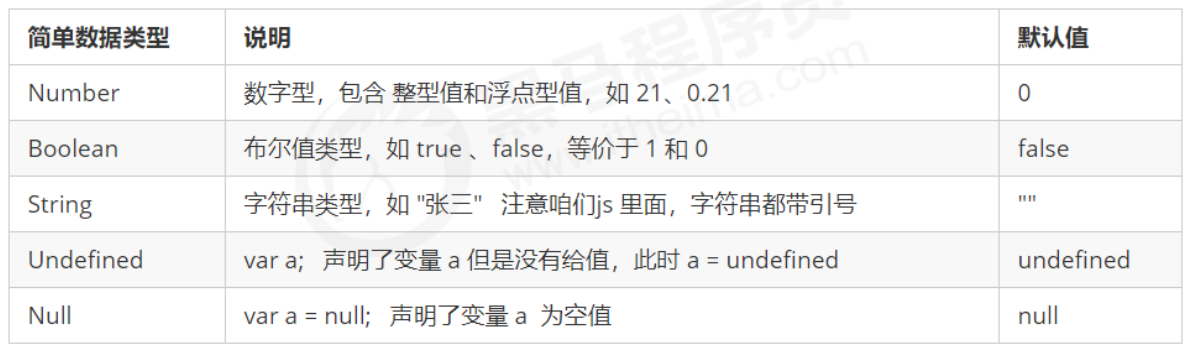 简单数据类型 说明 默认值
Number 数字型，包含 整型值和浮点型值，如 21、0.21 0
Boolean 布尔值类型，如 true 、false，等价于 1 和 0 false
String 字符串类型，如 "张三" 注意咱们js 里面，字符串都带引号 ""
Undefined var a; 声明了变量 a 但是没有给值，此时 a = undefined undefined
Null var a = null; 声明了变量 a 为空值 null
黑马程序员
www.itheima.com